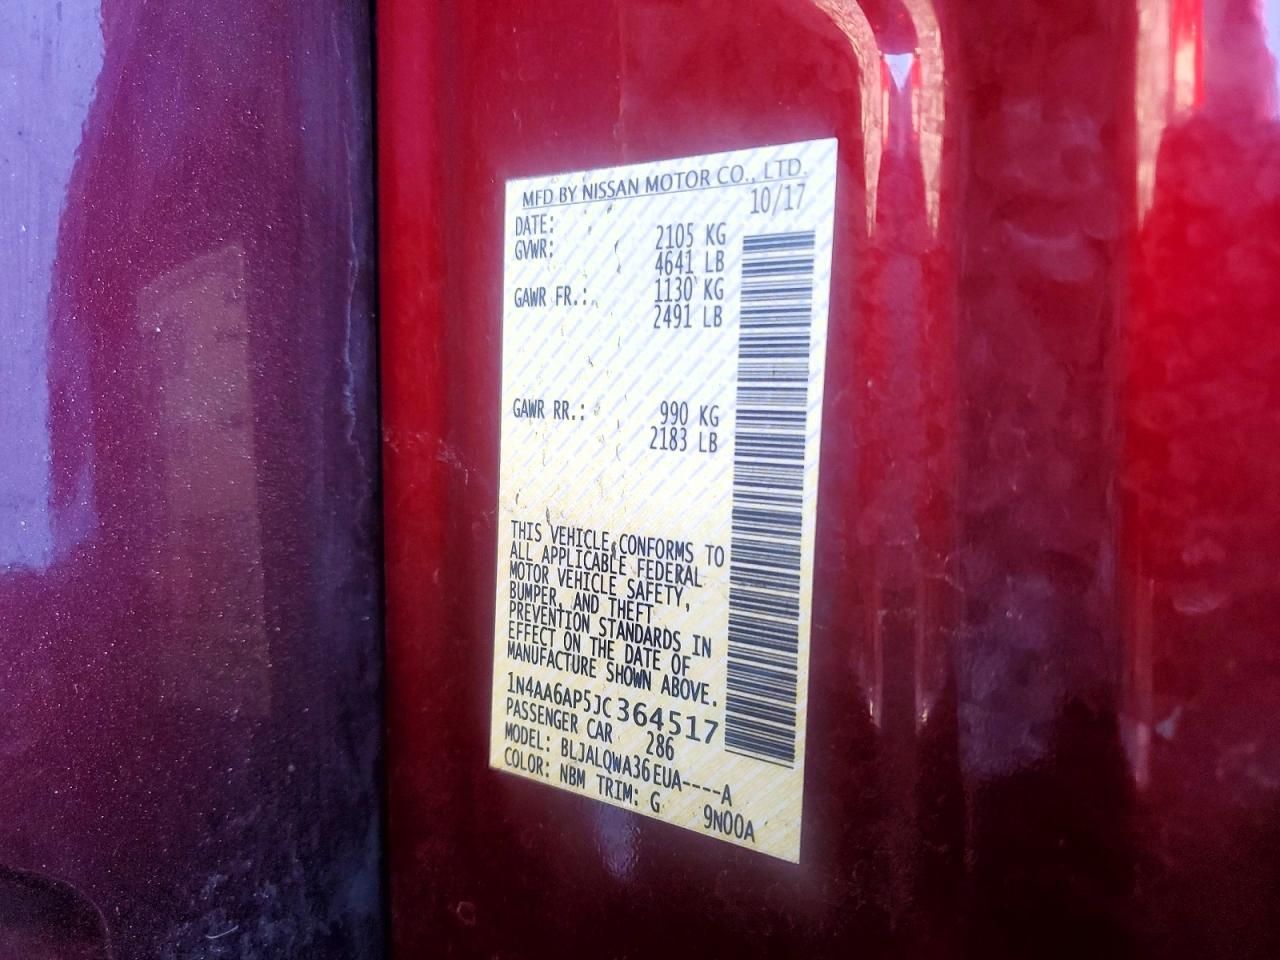 MFD BY NISSAN MOTOR CO., LTD.
DATE: 10/17
GVWR: 2105 KG
4641 LB
GAWR FR.: 1130 KG
2491 LB
GAWR RR.: 990 KG
2183 LB
THIS VEHICLE CONFORMS TO
ALL APPLICABLE FEDERAL
MOTOR VEHICLE SAFETY,
BUMPER, AND THEFT
PREVENTION STANDARDS IN
EFFECT ON THE DATE OF
MANUFACTURE SHOWN ABOVE.
1N4AA6AP5JC364517
PASSENGER CAR 286
MODEL: BLJALQWA36EUA----A
COLOR: NBM TRIM: G 9N00A